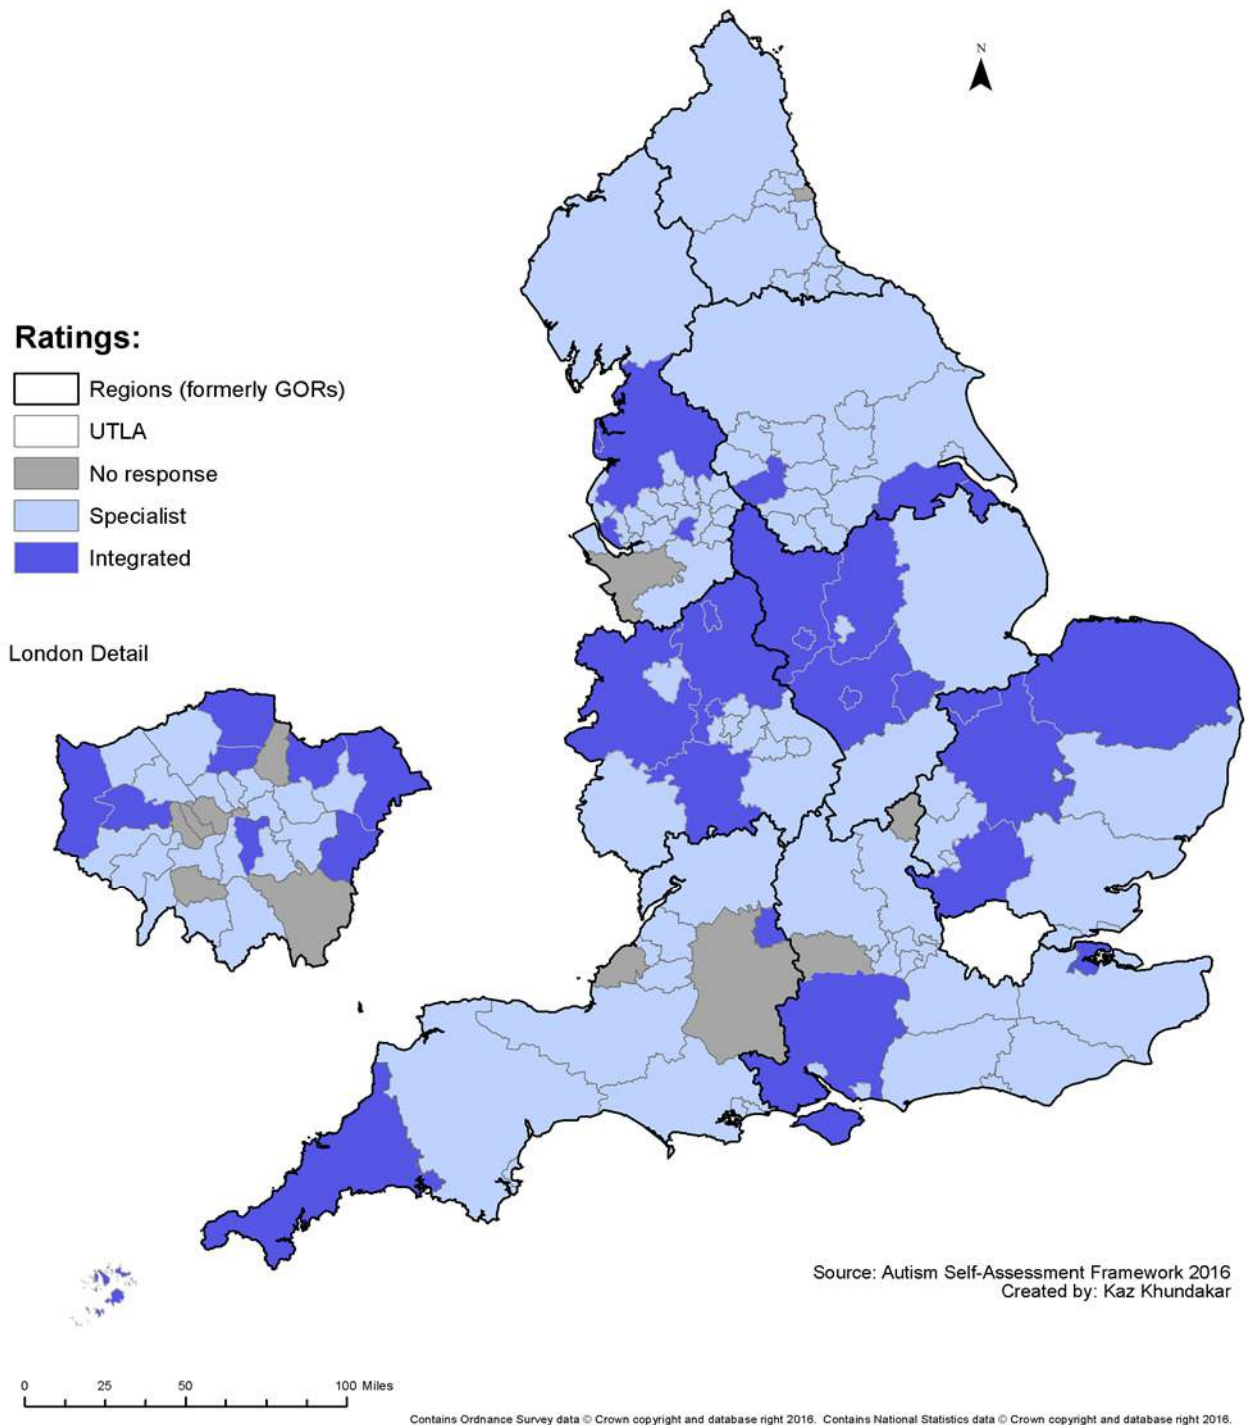 N
Ratings:
Regions (formerly GORs)
UTLA
No response
Specialist
Integrated
London Detail
Source: Autism Self-Assessment Framework 2016
Created by: Kaz Khundakar
0 25 50 100 Miles
Contains Ordnance Survey data © Crown copyright and database right 2016. Contains National Statistics data © Crown copyright and database right 2016.